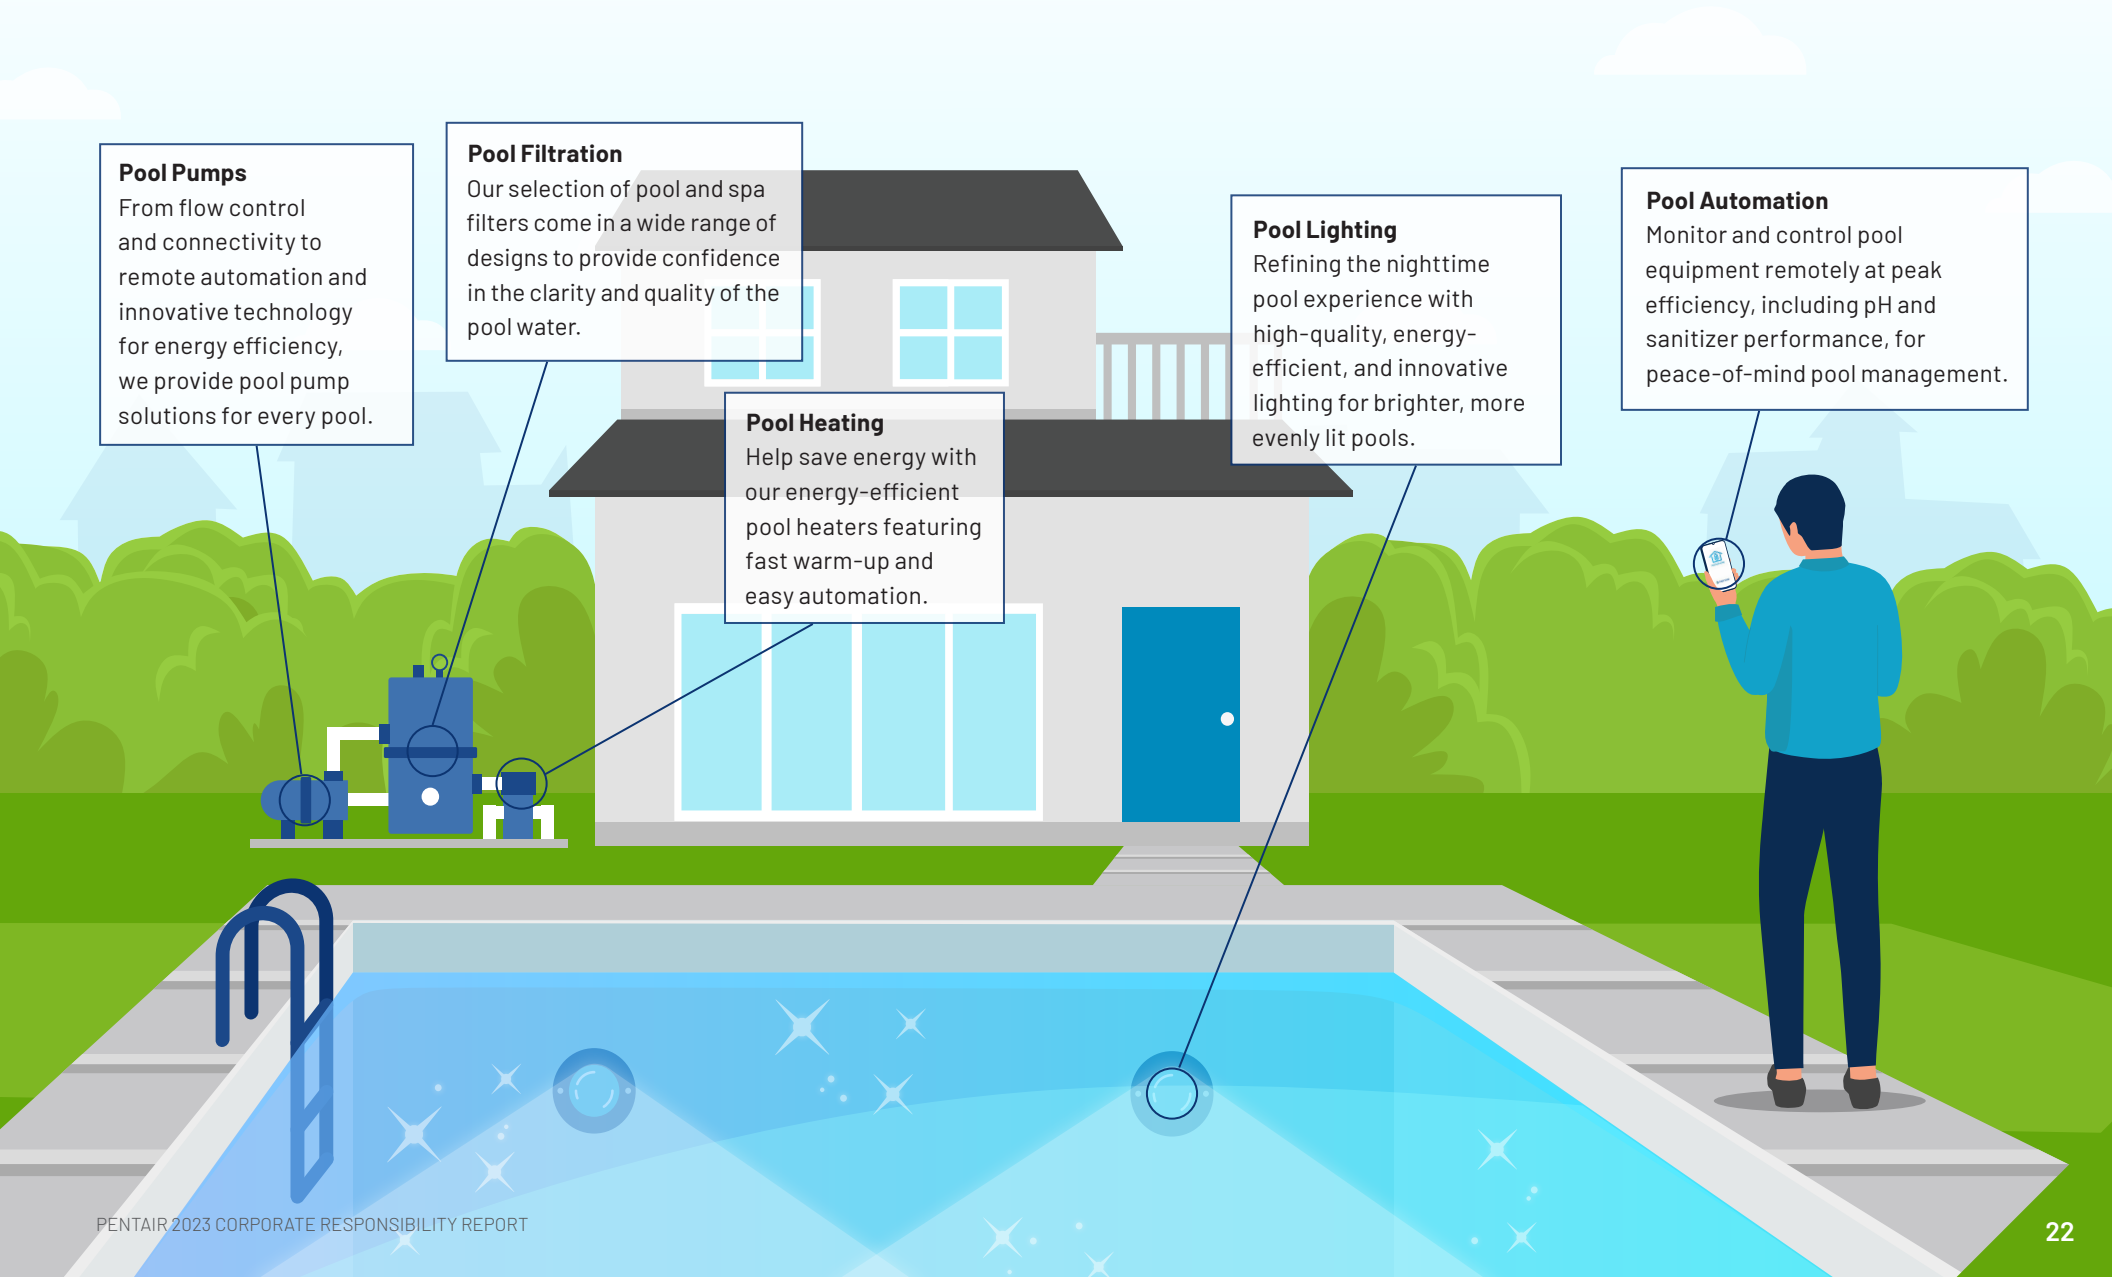 Pool Pumps
From flow control
and connectivity to
remote automation and
innovative technology
for energy efficiency,
we provide pool pump
solutions for every pool.
Pool Filtration
Our selection of pool and spa
filters come in a wide range of
designs to provide confidence
in the clarity and quality of the
pool water.
Pool Heating
Help save energy with
our energy-efficient
pool heaters featuring
fast warm-up and
easy automation.
Pool Lighting
Refining the nighttime
pool experience with
high-quality, energy-
efficient, and innovative
lighting for brighter, more
evenly lit pools.
Pool Automation
Monitor and control pool
equipment remotely at peak
efficiency, including pH and
sanitizer performance, for
peace-of-mind pool management.
PENTAIR 2023 CORPORATE RESPONSIBILITY REPORT
22